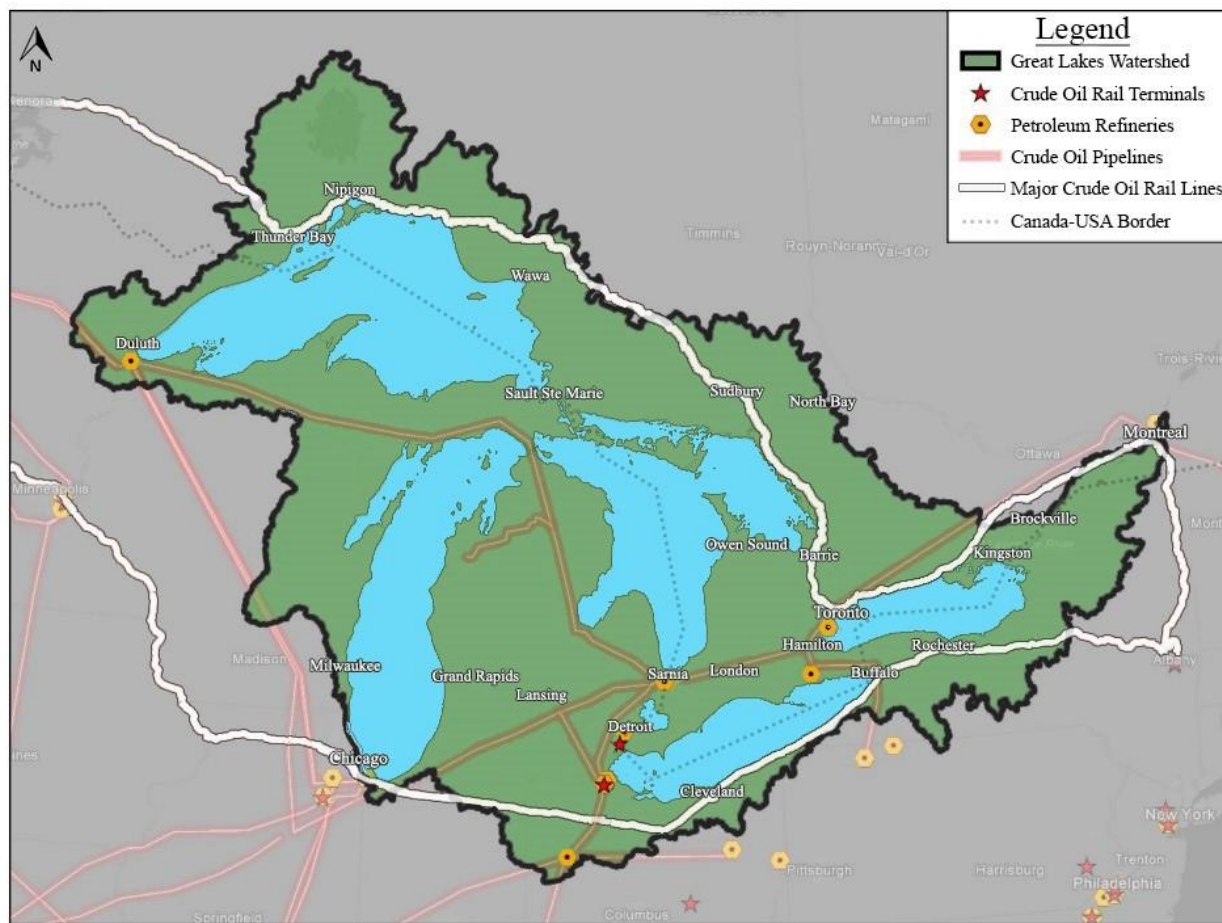 N
Legend
Great Lakes Watershed
Crude Oil Rail Terminals
Petroleum Refineries
Crude Oil Pipelines
Major Crude Oil Rail Lines
Canada-USA Border
Matagami
Nipigon
Thunder Bay
Timmins
Rouyn-Noranda
Val-d'Or
Wawa
Duluth
Trois-Rivi
Sault Ste Marie
Sudbury
North Bay
Montreal
Ottawa
Minneapolis
Brockville
Owen Sound
Barrie
Kingston
Mont
Toronto
Hamilton
Rochester
Madison
Milwaukee
Grand Rapids
Sarnia
London
Buffalo
Albany
Lansing
Detroit
Chicago
Cleveland
New York
Pittsburgh
Harrisburg
Trenton
Philadelphia
Springfield
Columbus